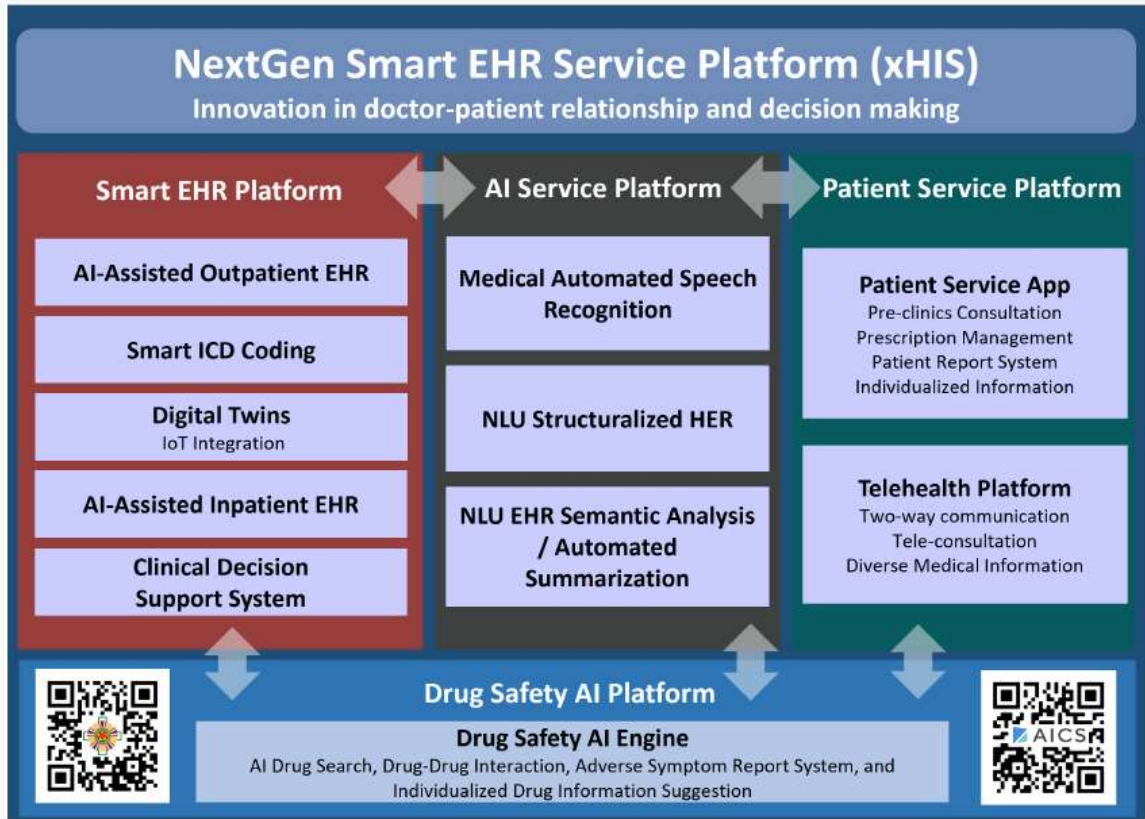 NextGen Smart EHR Service Platform (xHIS)
Innovation in doctor-patient relationship and decision making
Smart EHR Platform
AI-Assisted Outpatient EHR
Smart ICD Coding
Digital Twins
IoT Integration
AI-Assisted Inpatient EHR
Clinical Decision
Support System
AI Service Platform
Medical Automated Speech
Recognition
NLU Structuralized HER
NLU EHR Semantic Analysis
/ Automated
Summarization
Patient Service Platform
Patient Service App
Pre-clinics Consultation
Prescription Management
Patient Report System
Individualized Information
Telehealth Platform
Two-way communication
Tele-consultation
Diverse Medical Information
Drug Safety AI Platform
Drug Safety AI Engine
AI Drug Search, Drug-Drug Interaction, Adverse Symptom Report System, and
Individualized Drug Information Suggestion
AICS